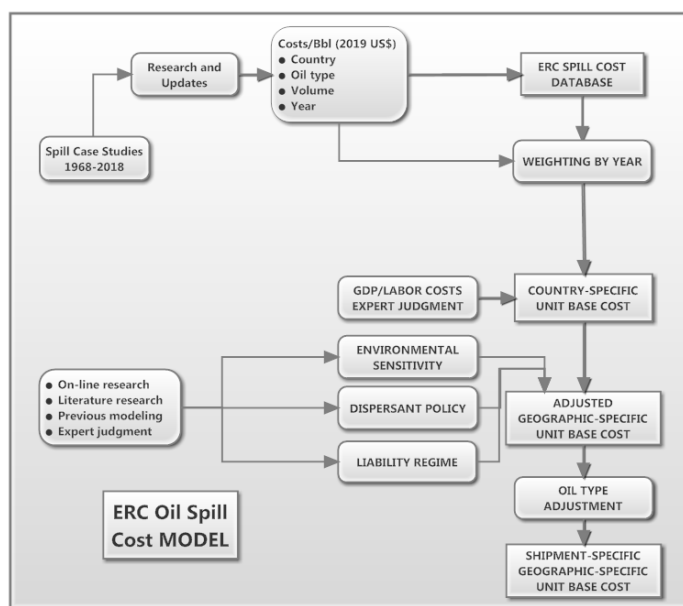 Costs/Bbl (2019 US$)
● Country
● Oil type
● Volume
● Year
Research and
Updates
ERC SPILL COST
DATABASE
Spill Case Studies
1968-2018
WEIGHTING BY YEAR
GDP/LABOR COSTS
EXPERT JUDGMENT
COUNTRY-SPECIFIC
UNIT BASE COST
ENVIRONMENTAL
SENSITIVITY
● On-line research
● Literature research
● Previous modeling
● Expert judgment
DISPERSANT POLICY
ADJUSTED
GEOGRAPHIC-SPECIFIC
UNIT BASE COST
LIABILITY REGIME
OIL TYPE
ADJUSTMENT
ERC Oil Spill
Cost MODEL
SHIPMENT-SPECIFIC
GEOGRAPHIC-SPECIFIC
UNIT BASE COST